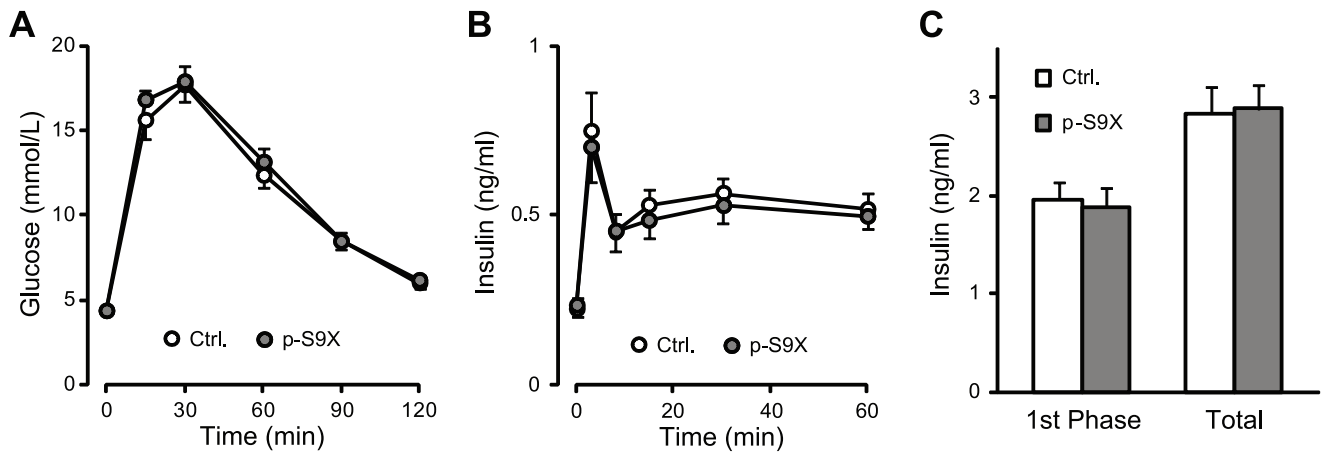 A
Glucose (mmol/L)
20
15
10
5
0
Ctrl.
p-S9X
0
30
60
90
120
Time (min)
B
Insulin (ng/ml)
1
0.5
0
Ctrl.
p-S9X
0
20
40
60
Time (min)
C
Insulin (ng/ml)
3
2
1
0
Ctrl.
p-S9X
1st Phase
Total